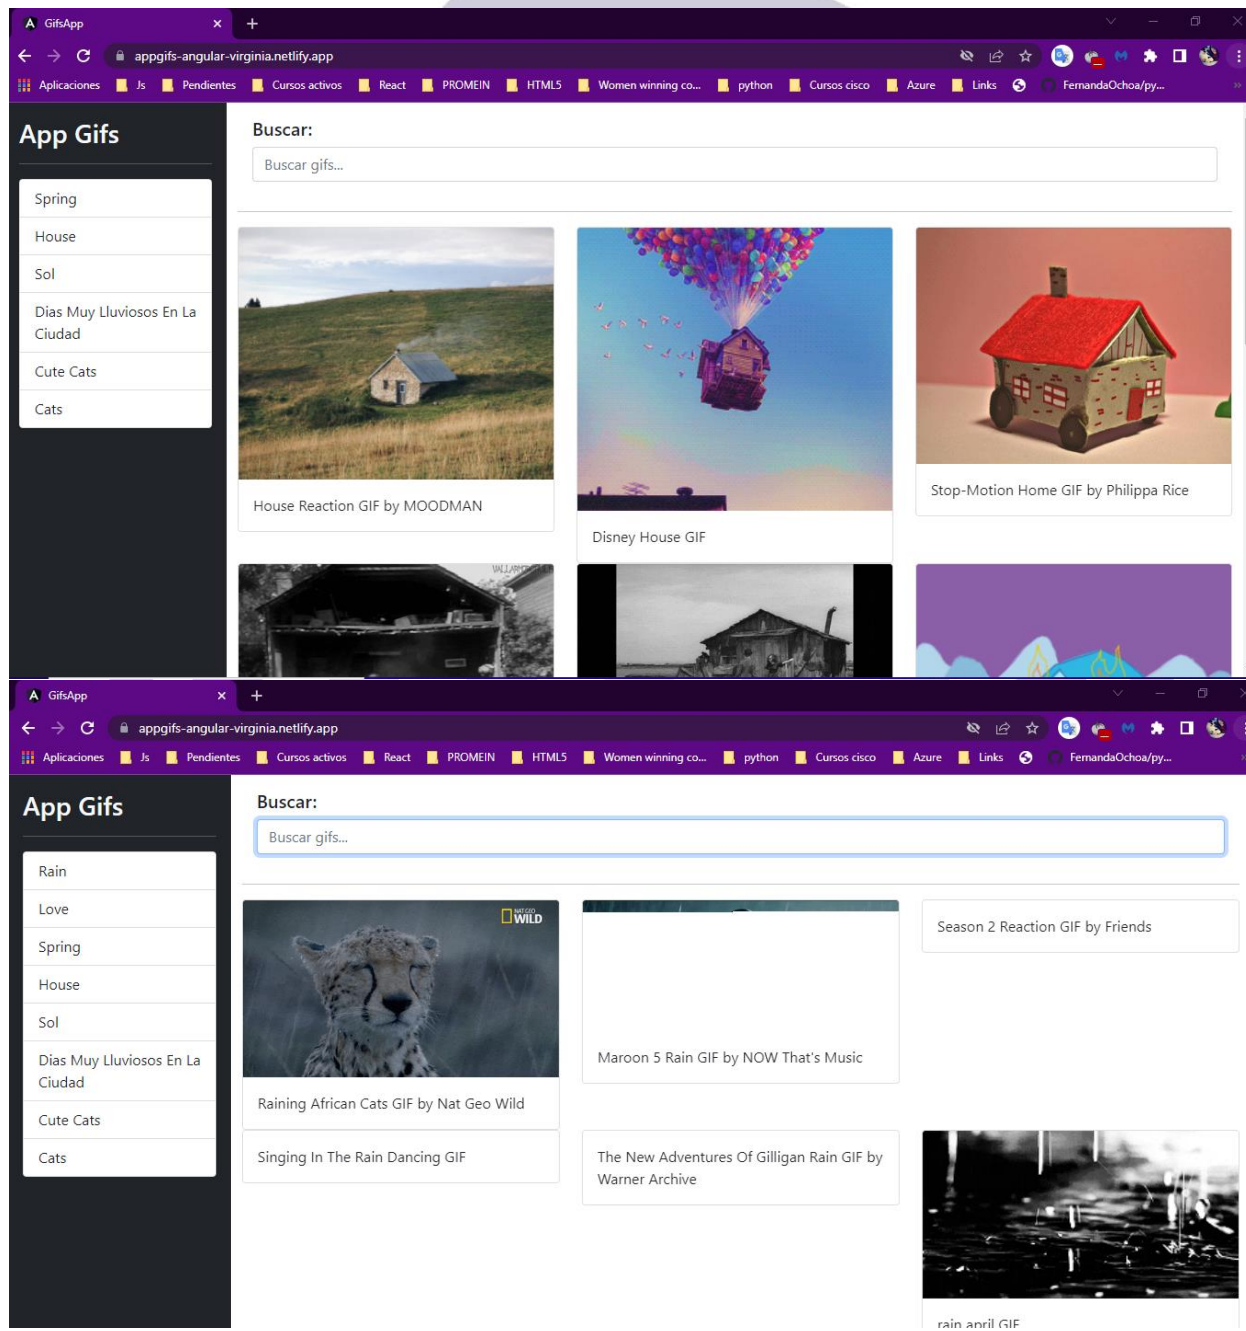 GifsApp
appgifs-angular-virginia.netlify.app
Aplicaciones Js Pendientes Cursos activos React PROMEIN HTML5 Women winning co... python Cursos cisco Azure Links FernandaOchoa/py...
App Gifs
Spring
House
Sol
Dias Muy Lluviosos En La
Ciudad
Cute Cats
Cats
Buscar:
Buscar gifs...
House Reaction GIF by MOODMAN
Disney House GIF
Stop-Motion Home GIF by Philippa Rice
GifsApp
appgifs-angular-virginia.netlify.app
Aplicaciones Js Pendientes Cursos activos React PROMEIN HTML5 Women winning co... python Cursos cisco Azure Links FernandaOchoa/py...
App Gifs
Rain
Love
Spring
House
Sol
Dias Muy Lluviosos En La
Ciudad
Cute Cats
Cats
Buscar:
Buscar gifs...
NAT GEO
WILD
Raining African Cats GIF by Nat Geo Wild
Maroon 5 Rain GIF by NOW That's Music
Season 2 Reaction GIF by Friends
Singing In The Rain Dancing GIF
The New Adventures Of Gilligan Rain GIF by
Warner Archive
rain april GIF